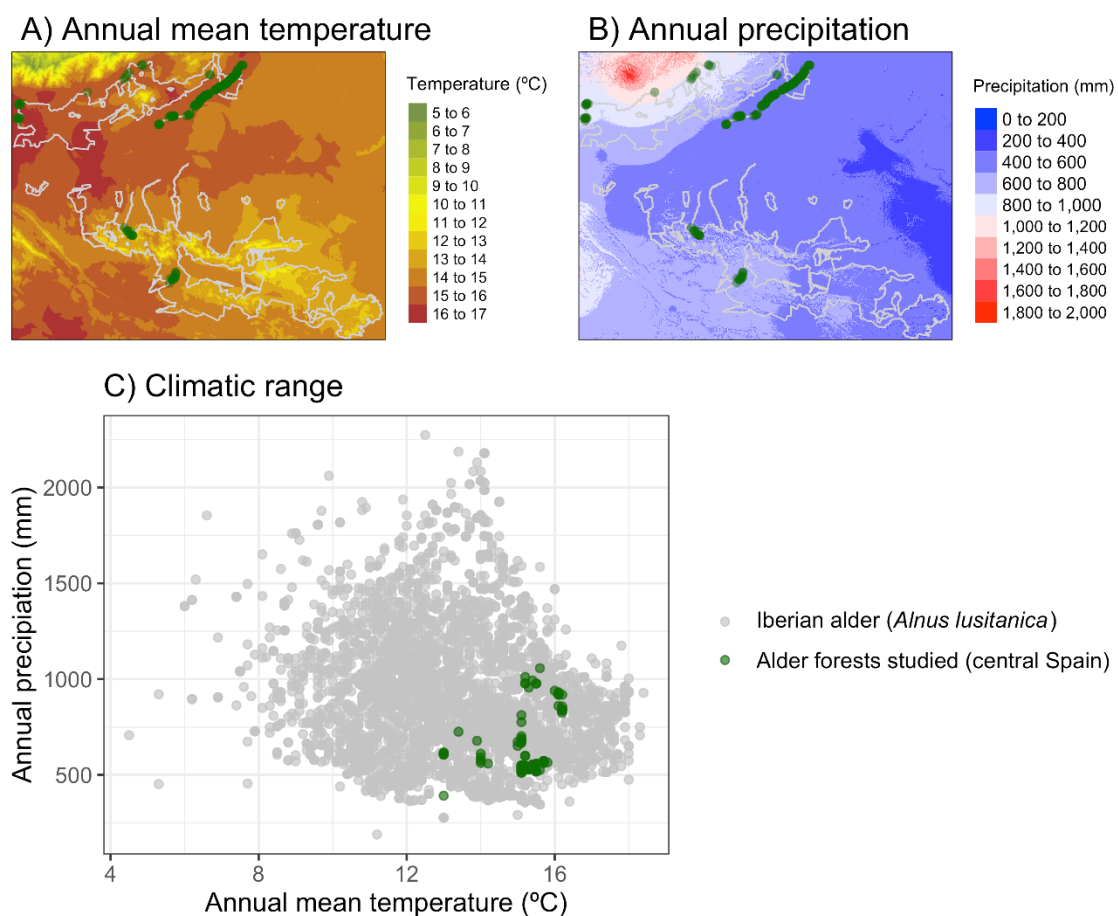 A) Annual mean temperature
Temperature (ºC)
5 to 6
6 to 7
7 to 8
8 to 9
9 to 10
10 to 11
11 to 12
12 to 13
13 to 14
14 to 15
15 to 16
16 to 17
B) Annual precipitation
Precipitation (mm)
0 to 200
200 to 400
400 to 600
600 to 800
800 to 1,000
1,000 to 1,200
1,200 to 1,400
1,400 to 1,600
1,600 to 1,800
1,800 to 2,000
C) Climatic range
Annual precipiation (mm)
2000
1500
1000
500
4
8
12
16
Annual mean temperature (ºC)
Iberian alder (Alnus lusitanica)
Alder forests studied (central Spain)